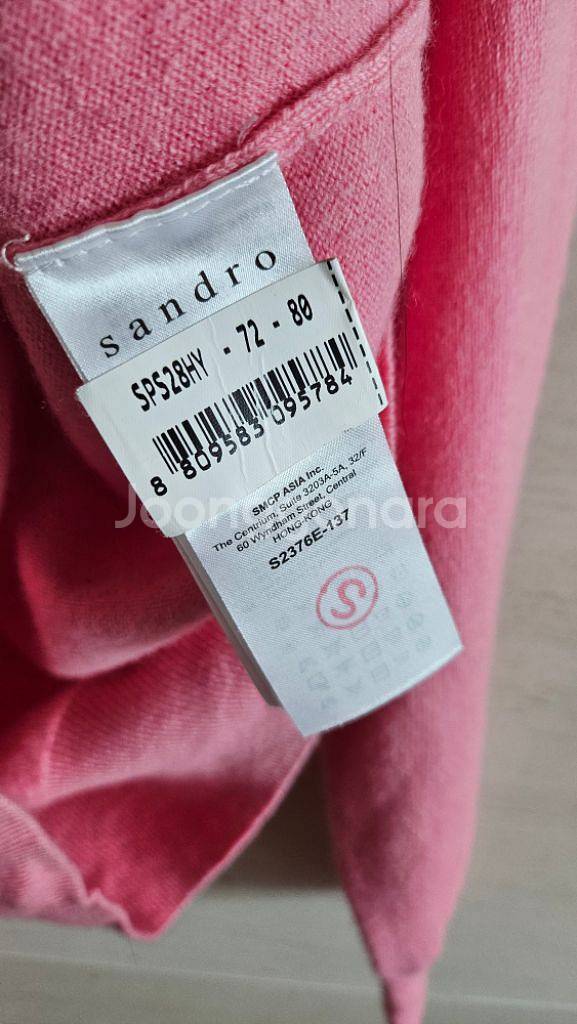 sandro
SPS28HY - 72 - 80
8 809583 095784
SMCP ASIA Inc.
The Centrium, Suite 3203A-5A, 32/F
60 Wyndham Street, Central
HONG-KONG
S2376E-137
S